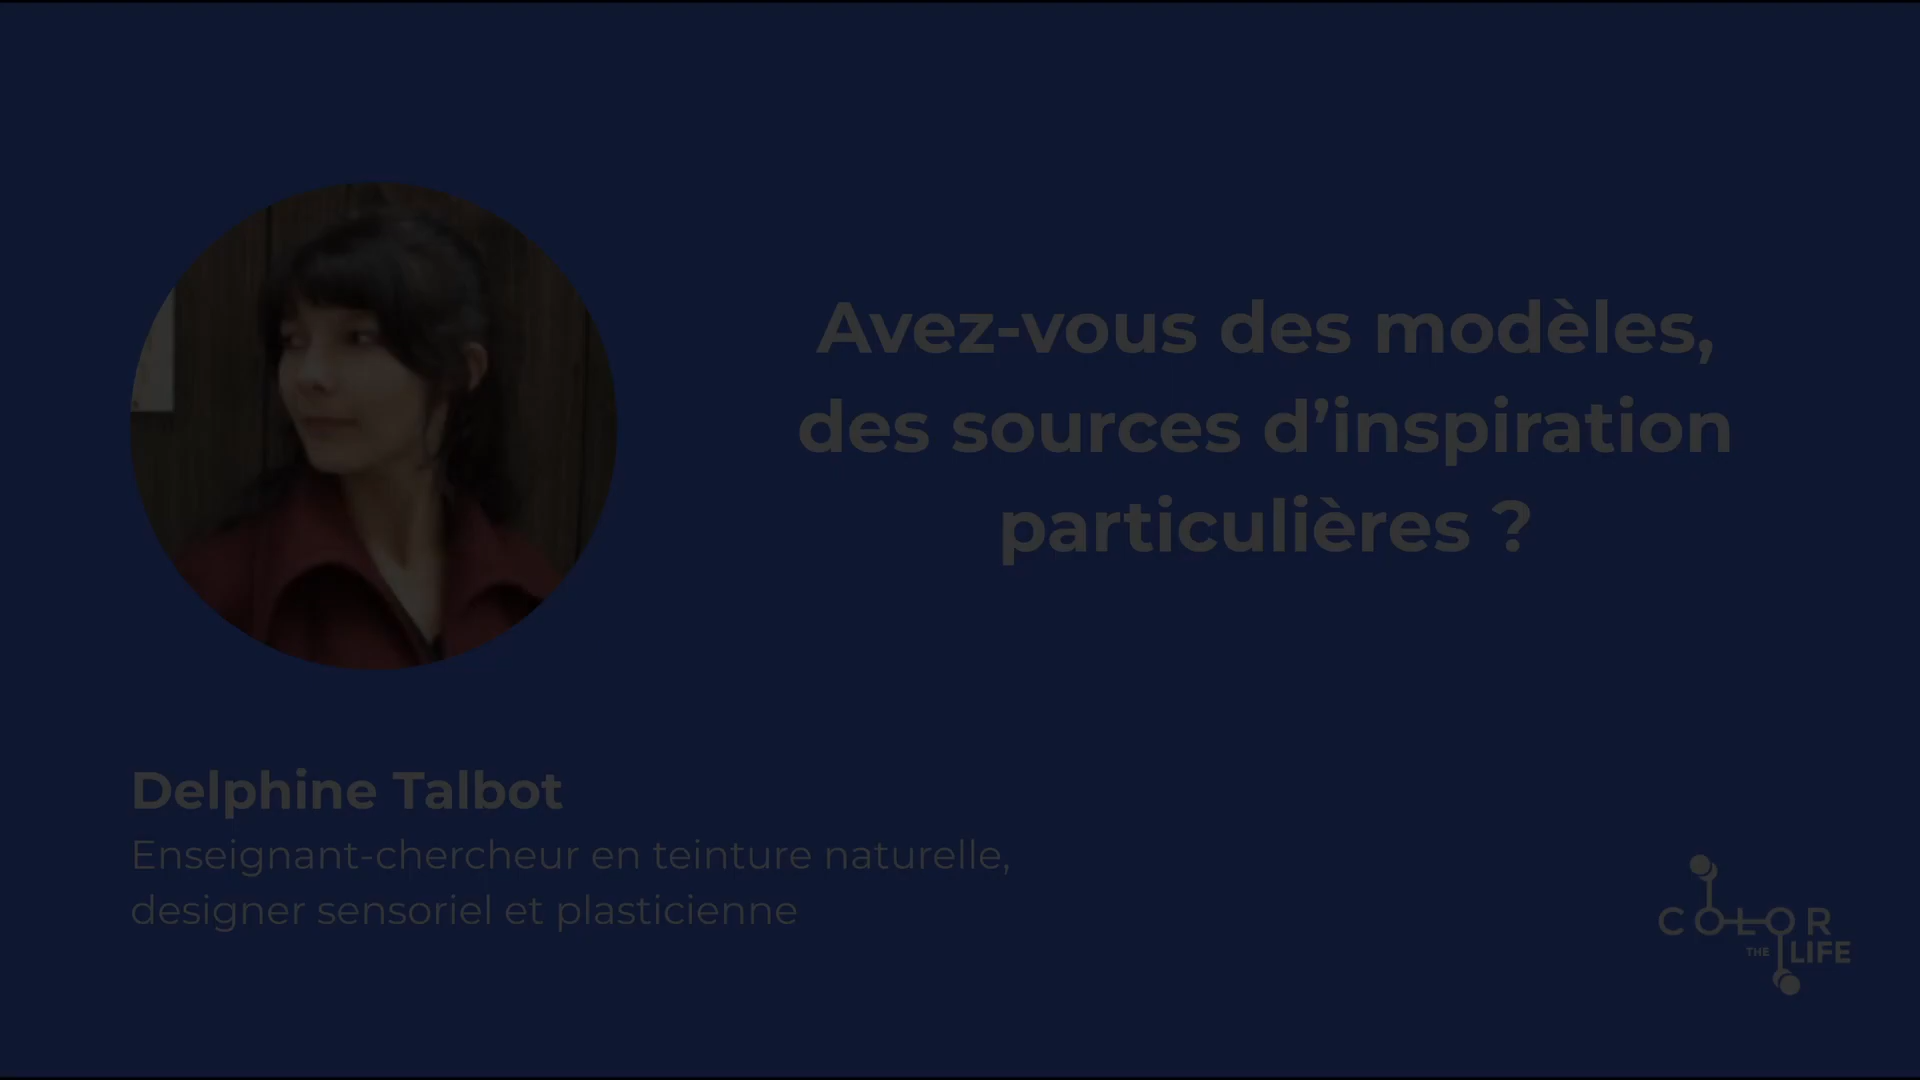 Avez-vous des modèles,
des sources d’inspiration
particulières ?
Delphine Talbot
Enseignant-chercheur en teinture naturelle,
designer sensoriel et plasticienne
COLOR
THE LIFE